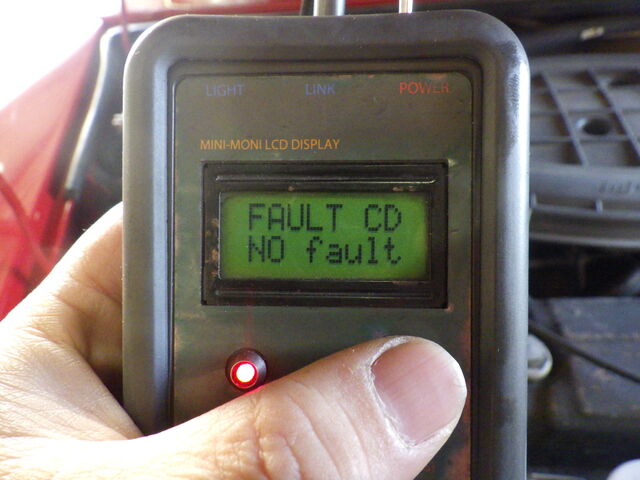 LIGHT LINK POWER
MINI-MONI LCD DISPLAY
FAULT CD
NO fault